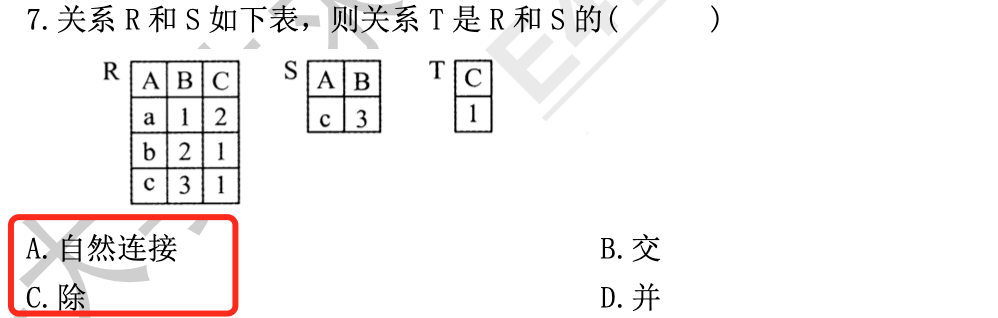 7.关系 R 和 S 如下表，则关系 T 是 R 和 S 的(　　)
R A B C S A B T C
a 1 2 c 3 1
b 2 1
c 3 1
A.自然连接 B.交
C.除 D.并